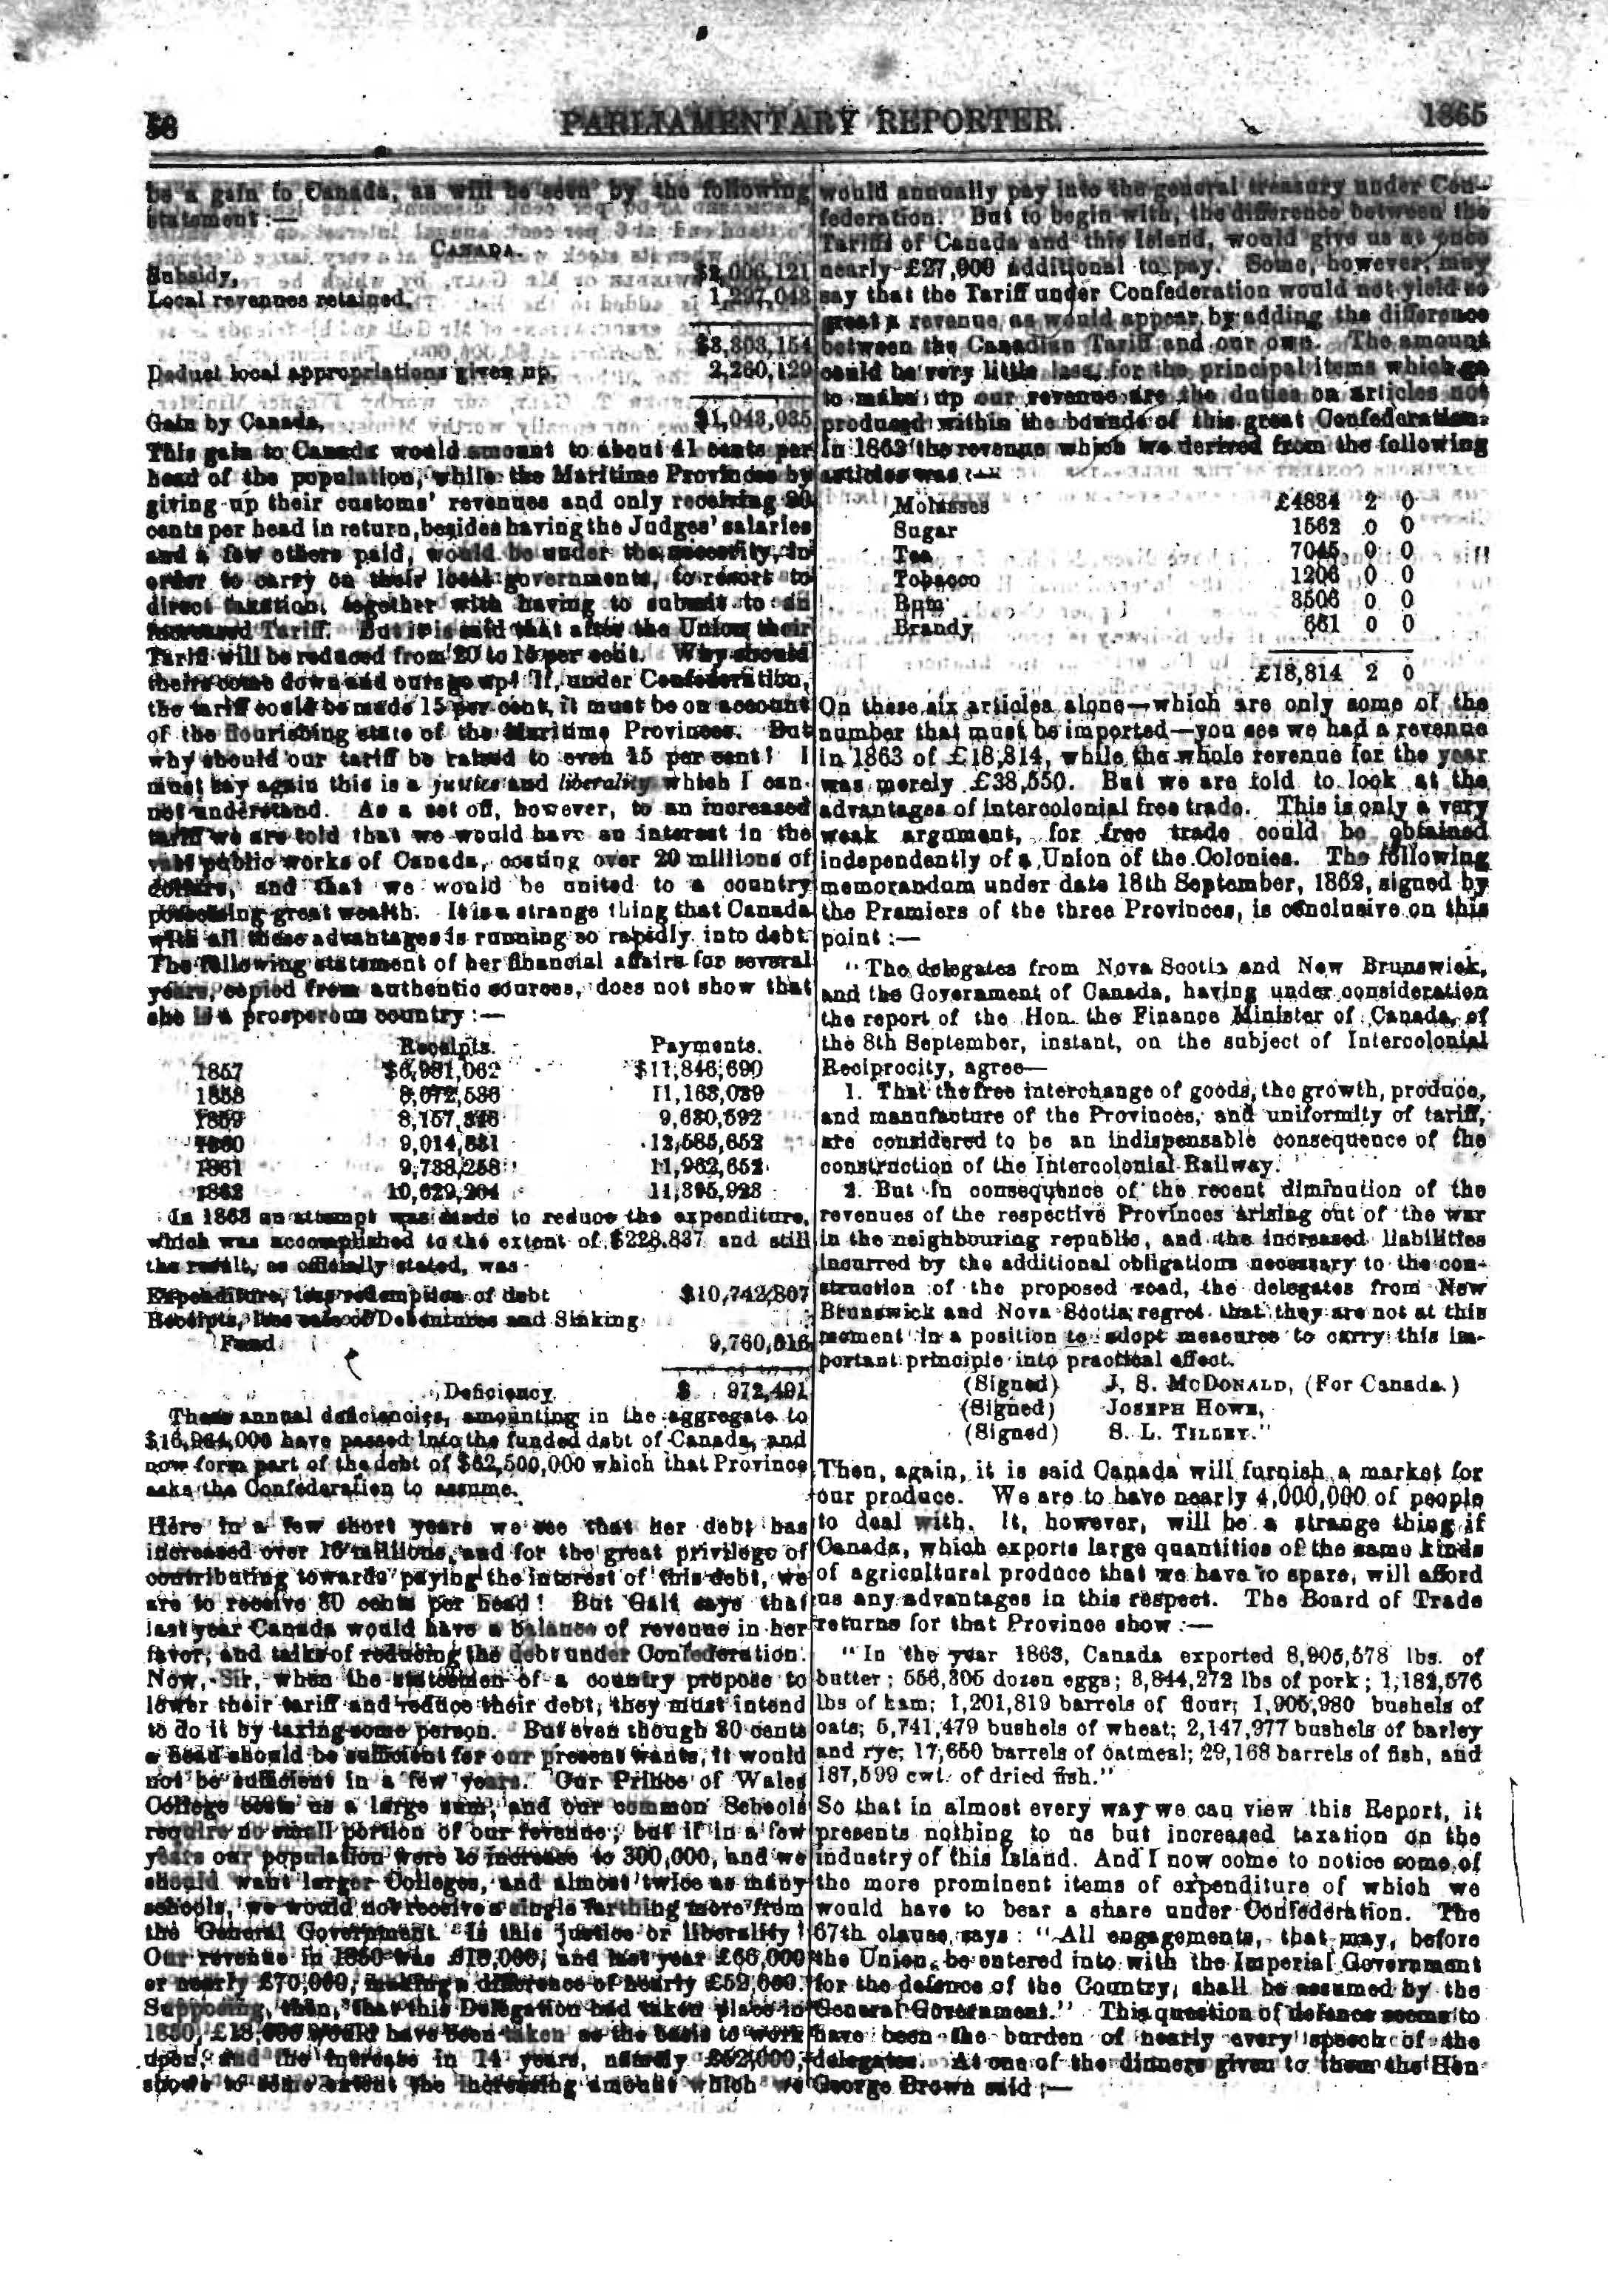 PARLIAMENTARY REPORTER. 1865
be a gain to Canada, as will be seen by the following
statement :—
CANADA.
Subsidy, $2,006,121
Local revenues retained, 1,297,043
$3,303,164
Deduct local appropriations given up, 2,260,129
Gain by Canada, $1,043,035
This gain to Canada would amount to about 41 cents per
head of the population, while the Maritime Provinces by
giving up their customs' revenues and only receiving 80
cents per head in return, besides having the Judges' salaries
and a few others paid, would be under the necessity, in
order to carry on their local governments, to resort to
direct taxation, together with having to submit to an
increased Tariff. But it is said that after the Union their
Tariff will be reduced from 20 to 15 per cent. Why should
theirs come down and ours go up? If, under Confederation,
the tariff could be made 15 per cent, it must be on account
of the flourishing state of the Maritime Provinces. But
why should our tariff be raised to even 15 per cent? I
must say again this is a justice and liberality which I can-
not understand. As a set off, however, to an increased
tariff we are told that we would have an interest in the
vast public works of Canada, costing over 20 millions of
dollars, and that we would be united to a country
possessing great wealth. It is a strange thing that Canada
with all these advantages is running so rapidly into debt.
The following statement of her financial affairs for several
years, copied from authentic sources, does not show that
she is a prosperous country :—
Receipts. Payments.
1857 $6,981,062 $11,846,690
1858 8,072,536 11,163,039
1859 8,157,346 9,630,592
1860 9,014,831 12,585,652
1861 9,738,258 11,962,652
1862 10,629,204 11,395,923
In 1863 an attempt was made to reduce the expenditure,
which was accomplished to the extent of $228.837 and still
the result, as officially stated, was
Expenditure, less redemption of debt $10,742,807
Receipts, less sale of Debentures and Sinking
Fund 9,760,316
Deficiency $ 972,491
These annual deficiencies, amounting in the aggregate to
$16,964,000 have passed into the funded debt of Canada, and
now form part of the debt of $62,500,000 which that Province
asks the Confederation to assume.
Here in a few short years we see that her debt has
increased over 16 millions, and for the great privilege of
contributing towards paying the interest of this debt, we
are to receive 80 cents per head! But Galt says that
last year Canada would have a balance of revenue in her
favor, and talks of reducing the debt under Confederation.
Now, Sir, when the statesmen of a country propose to
lower their tariff and reduce their debt, they must intend
to do it by taxing some person. But even though 80 cents
a head should be sufficient for our present wants, it would
not be sufficient in a few years. Our Prince of Wales
College costs us a large sum, and our common Schools
require no small portion of our revenue; but if in a few
years our population were to increase to 300,000, and we
should want larger Colleges, and almost twice as many
schools, we would not receive a single farthing more from
the General Government. Is this justice or liberality?
Our revenue in 1850 was £18,000, and last year £66,000
or nearly £70,000, making a difference of nearly £52,000.
Supposing, then, that this Delegation had taken place in
1850, £18,000 would have been taken as the basis to work
upon, and the increase in 14 years, namely £52,000,
shows to some extent the increasing amount which we
would annually pay into the general treasury under Con-
federation. But to begin with, the difference between the
Tariffs of Canada and this Island, would give us at once
nearly £27,000 additional to pay. Some, however, may
say that the Tariff under Confederation would not yield so
great a revenue as would appear by adding the difference
between the Canadian Tariff and our own. The amount
could be very little less, for the principal items which go
to make up our revenue are the duties on articles not
produced within the bounds of this great Confederation.
In 1863 the revenue which we derived from the following
articles was :—
Molasses £4834 2 0
Sugar 1562 0 0
Tea 7045 0 0
Tobacco 1206 0 0
Rum 3506 0 0
Brandy 661 0 0
£18,814 2 0
On these six articles alone—which are only some of the
number that must be imported—you see we had a revenue
in 1863 of £18,814, while the whole revenue for the year
was merely £38,550. But we are told to look at the
advantages of intercolonial free trade. This is only a very
weak argument, for free trade could be obtained
independently of a Union of the Colonies. The following
memorandum under date 18th September, 1862, signed by
the Premiers of the three Provinces, is conclusive on this
point :—
"The delegates from Nova Scotia and New Brunswick,
and the Government of Canada, having under consideration
the report of the Hon. the Finance Minister of Canada, of
the 8th September, instant, on the subject of Intercolonial
Reciprocity, agree—
1. That the free interchange of goods, the growth, produce,
and manufacture of the Provinces, and uniformity of tariff,
are considered to be an indispensable consequence of the
construction of the Intercolonial Railway.
2. But in consequence of the recent diminution of the
revenues of the respective Provinces arising out of the war
in the neighbouring republic, and the increased liabilities
incurred by the additional obligations necessary to the con-
struction of the proposed road, the delegates from New
Brunswick and Nova Scotia regret that they are not at this
moment in a position to adopt measures to carry this im-
portant principle into practical effect.
(Signed) J. S. MCDONALD, (For Canada.)
(Signed) JOSEPH HOWE,
(Signed) S. L. TILLEY."
Then, again, it is said Canada will furnish a market for
our produce. We are to have nearly 4,000,000 of people
to deal with. It, however, will be a strange thing if
Canada, which exports large quantities of the same kinds
of agricultural produce that we have to spare, will afford
us any advantages in this respect. The Board of Trade
returns for that Province show :—
"In the year 1863, Canada exported 8,905,578 lbs. of
butter; 556,305 dozen eggs; 8,844,272 lbs of pork; 1,182,576
lbs of ham; 1,201,819 barrels of flour; 1,905,980 bushels of
oats; 5,741,479 bushels of wheat; 2,147,977 bushels of barley
and rye; 17,650 barrels of oatmeal; 29,168 barrels of fish, and
187,599 cwt. of dried fish."
So that in almost every way we can view this Report, it
presents nothing to us but increased taxation on the
industry of this Island. And I now come to notice some of
the more prominent items of expenditure of which we
would have to bear a share under Confederation. The
67th clause says: "All engagements, that may, before
the Union, be entered into with the Imperial Government
for the defence of the Country, shall be assumed by the
General Government." This question of defence seems to
have been the burden of nearly every speech of the
delegates. At one of the dinners given to them the Hon
George Brown said :—